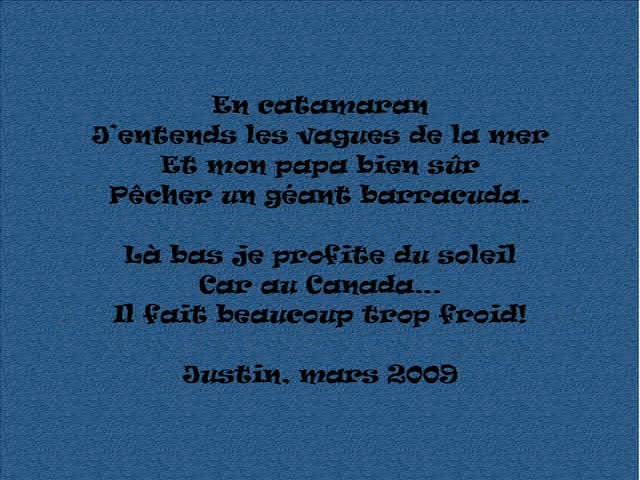 En catamaran
J'entends les vagues de la mer
Et mon papa bien sûr
Pêcher un géant barracuda.
Là bas je profite du soleil
Car au Canada...
Il fait beaucoup trop froid!
Justin, mars 2009